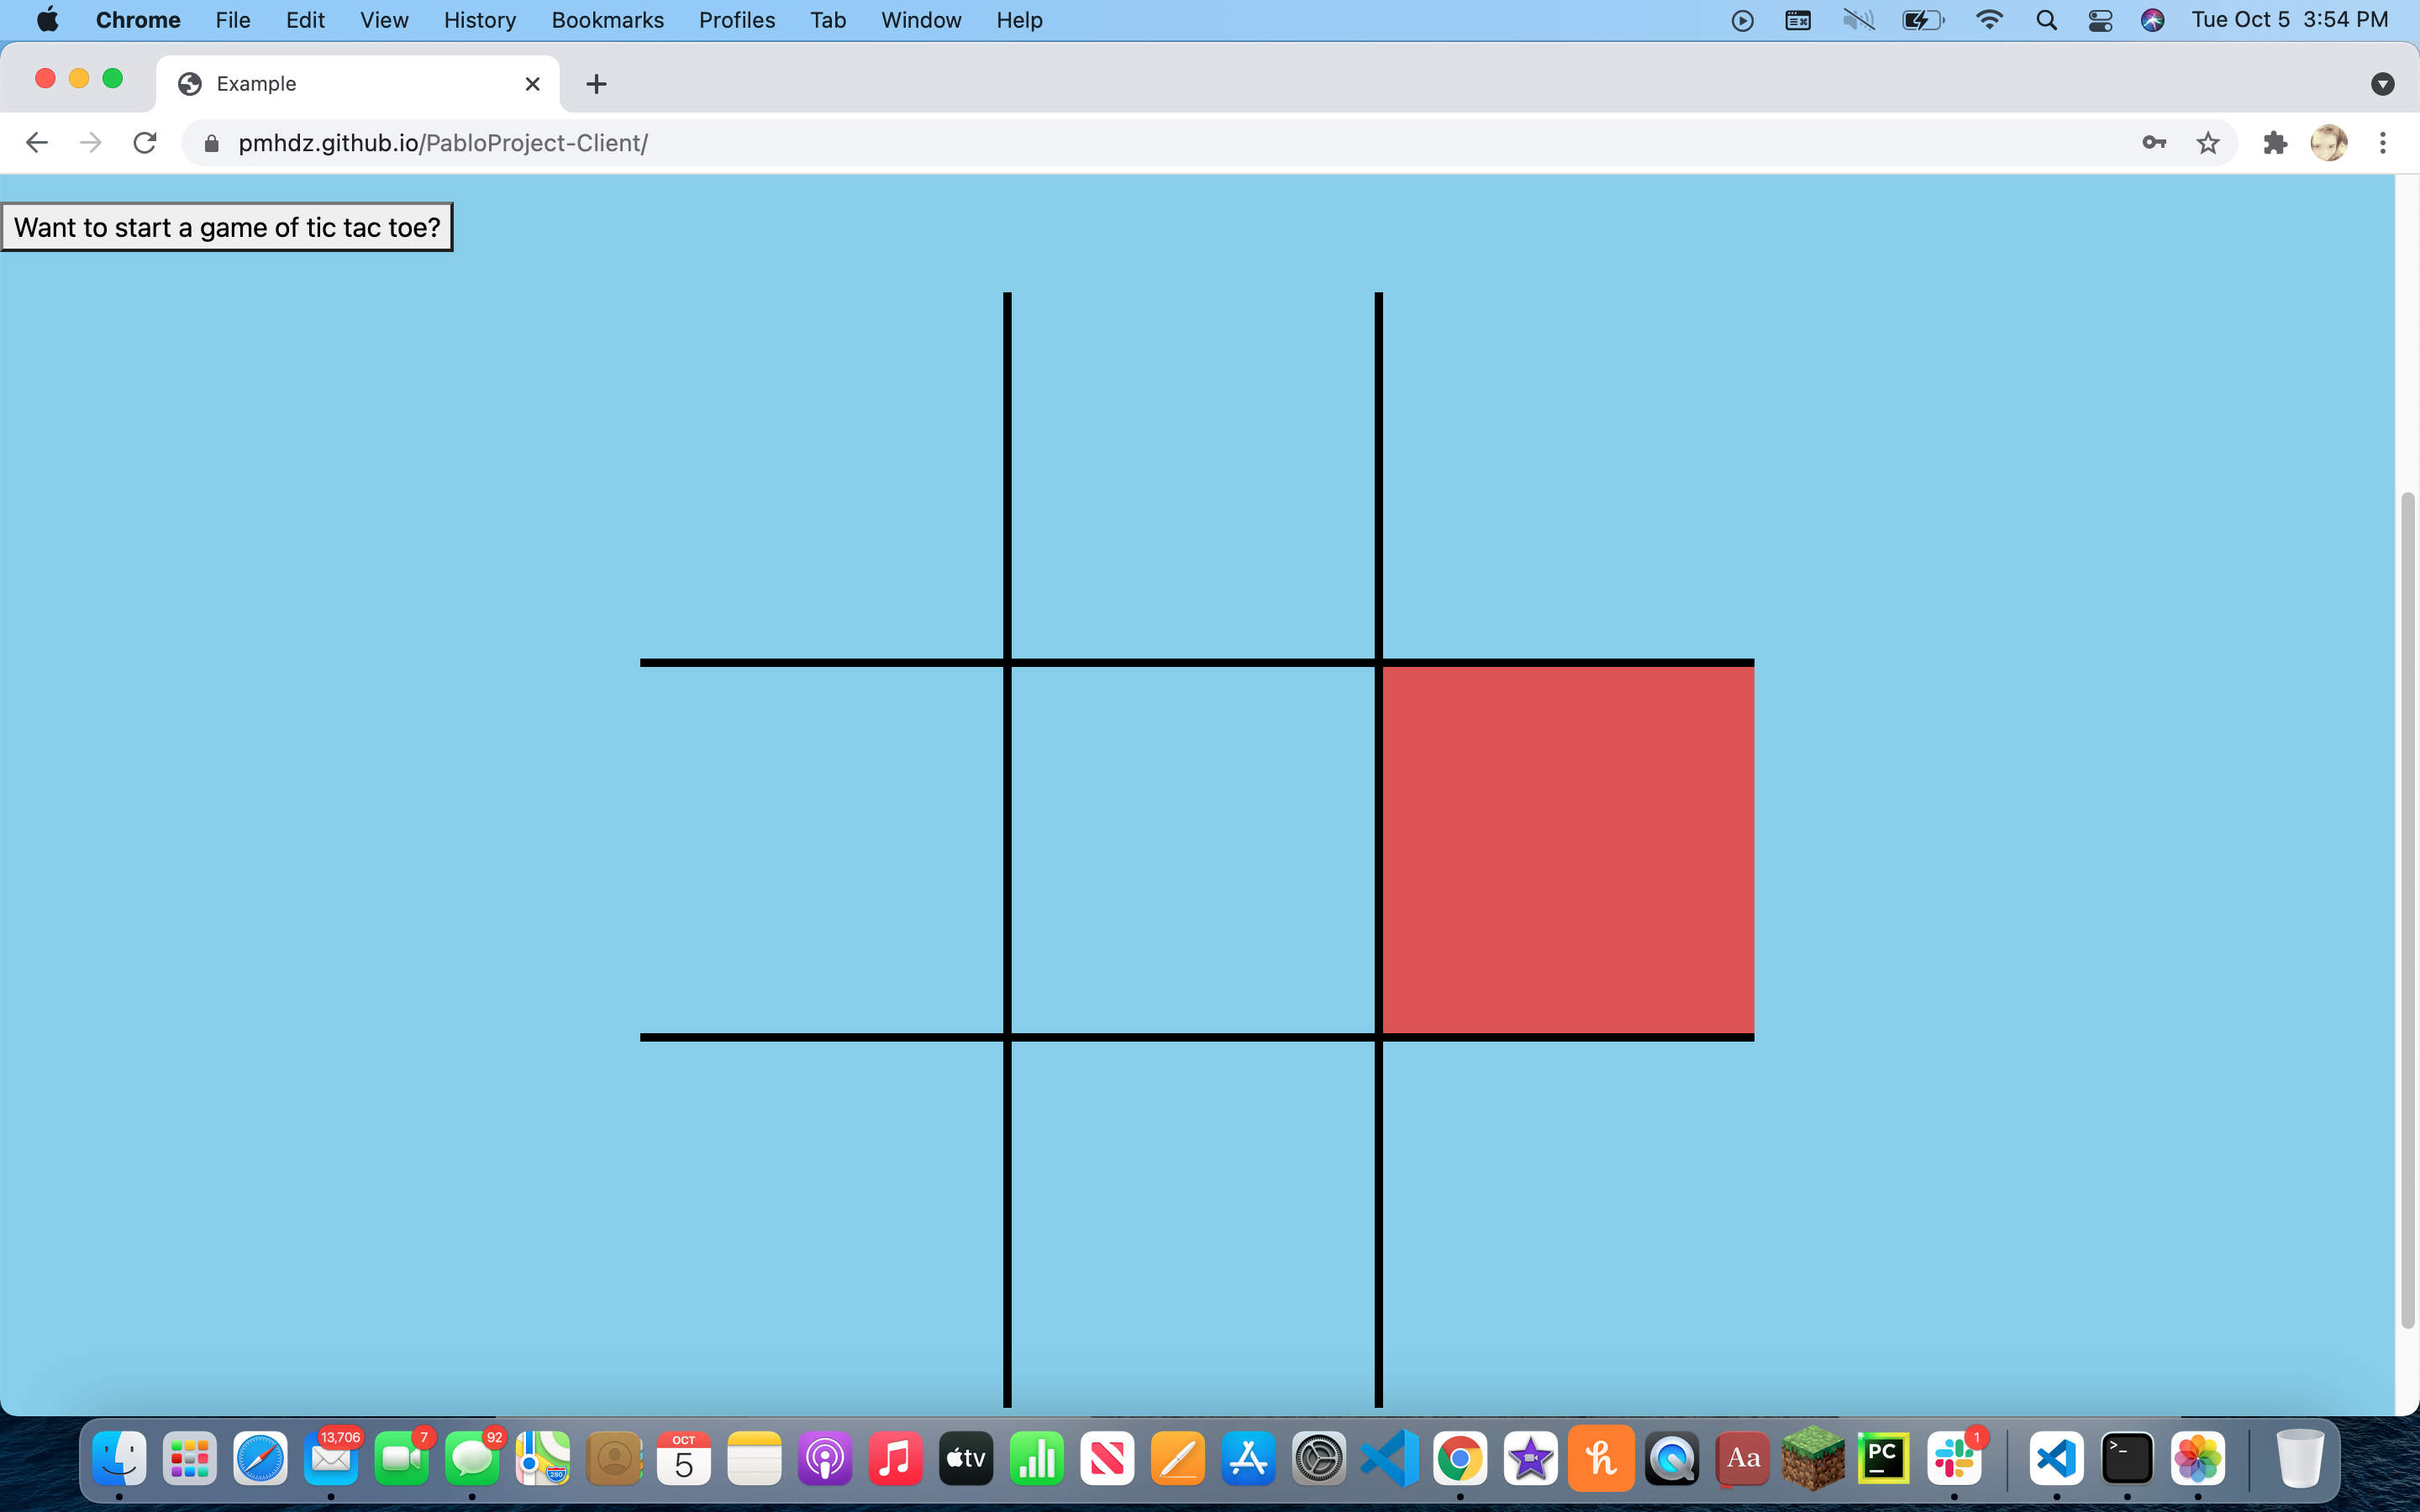 Chrome File Edit View History Bookmarks Profiles Tab Window Help Tue Oct 5 3:54 PM
Example
pmhdz.github.io/PabloProject-Client/
Want to start a game of tic tac toe?
13,706 7 92 OCT 5 280 tv h Aa PC >_ 1